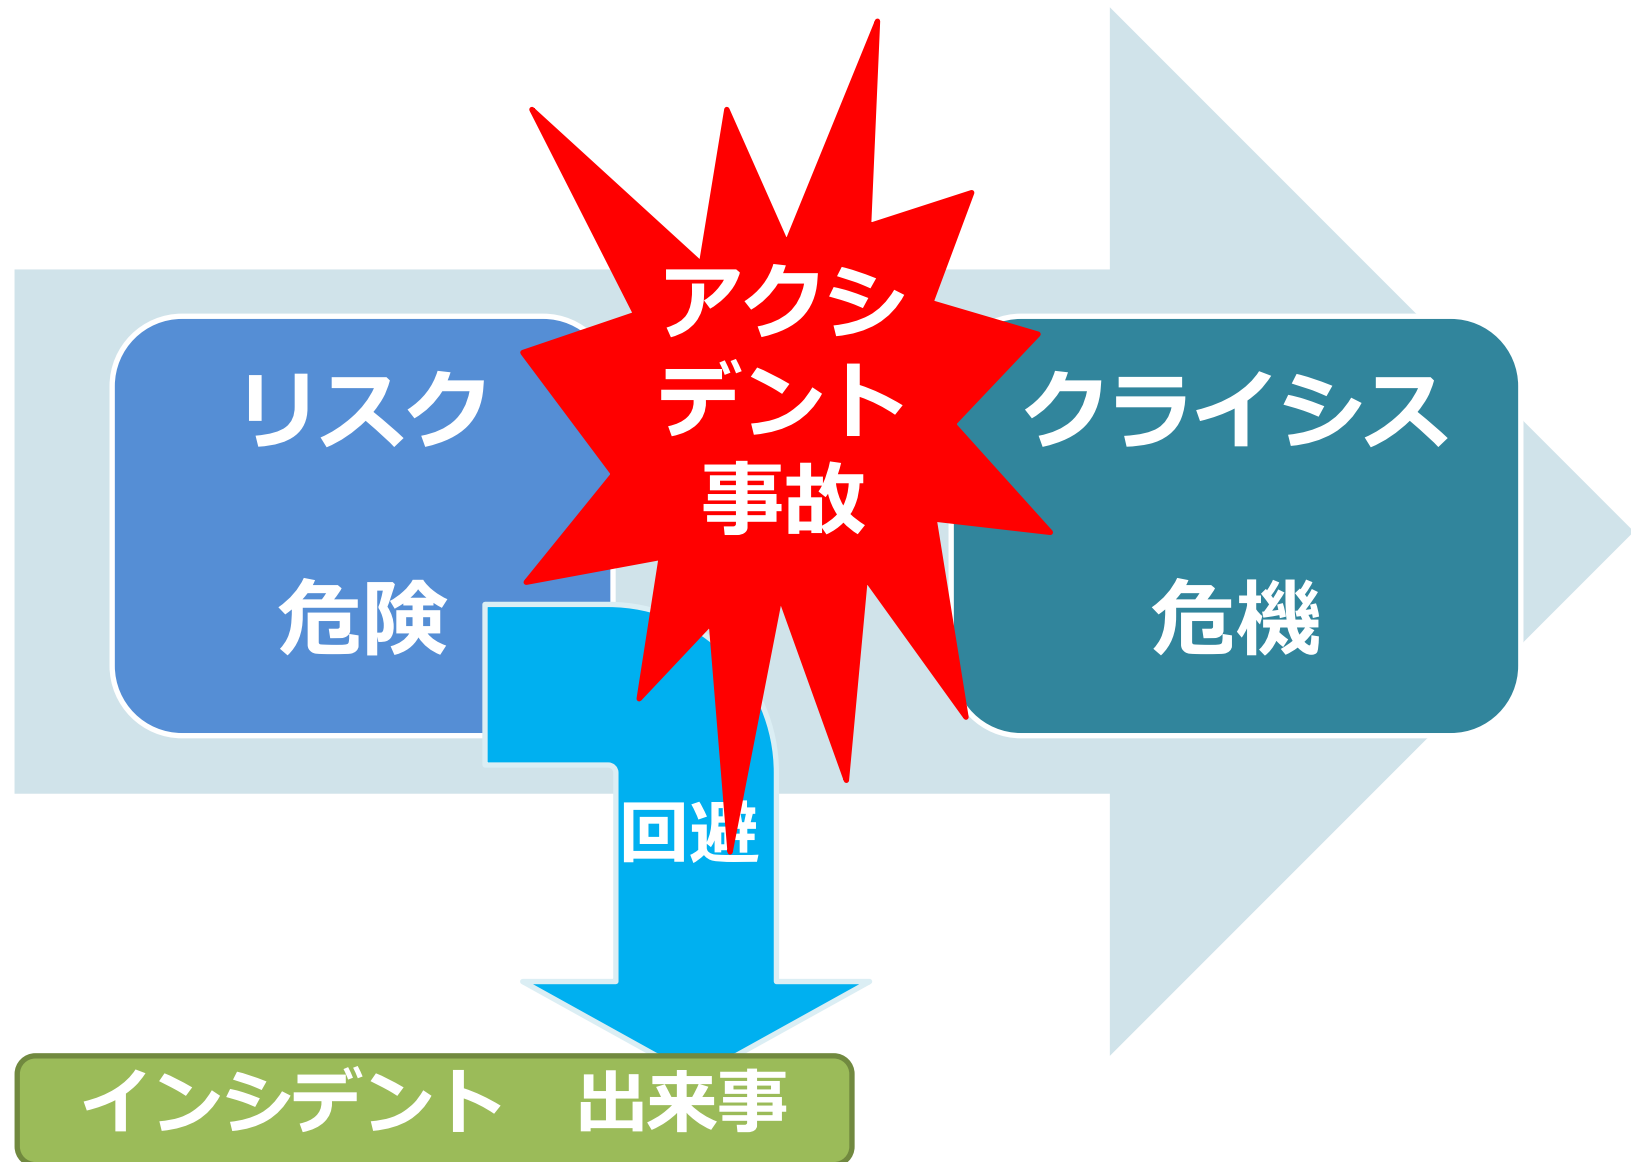 リスク
危険
アクシ
デント
事故
クライシス
危機
回避
インシデント　出来事